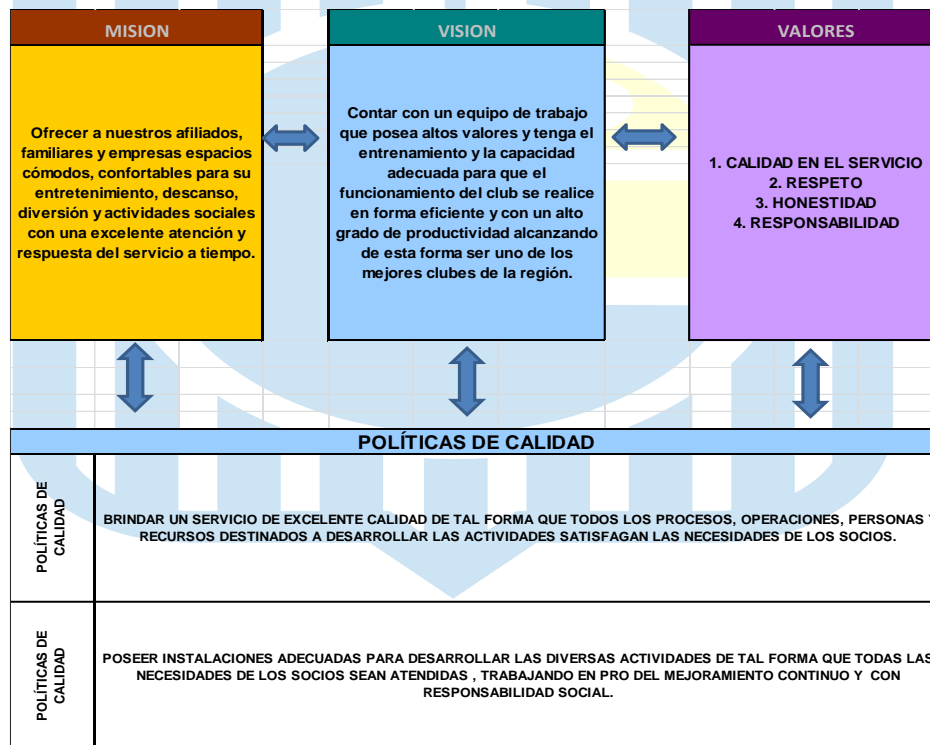 MISION
VISION
VALORES
Ofrecer a nuestros afiliados,
familiares y empresas espacios
cómodos, confortables para su
entretenimiento, descanso,
diversión y actividades sociales
con una excelente atención y
respuesta del servicio a tiempo.
Contar con un equipo de trabajo
que posea altos valores y tenga el
entrenamiento y la capacidad
adecuada para que el
funcionamiento del club se realice
en forma eficiente y con un alto
grado de productividad alcanzando
de esta forma ser uno de los
mejores clubes de la región.
1. CALIDAD EN EL SERVICIO
2. RESPETO
3. HONESTIDAD
4. RESPONSABILIDAD
POLÍTICAS DE CALIDAD
POLÍTICAS DE
CALIDAD
BRINDAR UN SERVICIO DE EXCELENTE CALIDAD DE TAL FORMA QUE TODOS LOS PROCESOS, OPERACIONES, PERSONAS
RECURSOS DESTINADOS A DESARROLLAR LAS ACTIVIDADES SATISFAGAN LAS NECESIDADES DE LOS SOCIOS.
POLÍTICAS DE
CALIDAD
POSEER INSTALACIONES ADECUADAS PARA DESARROLLAR LAS DIVERSAS ACTIVIDADES DE TAL FORMA QUE TODAS LAS
NECESIDADES DE LOS SOCIOS SEAN ATENDIDAS , TRABAJANDO EN PRO DEL MEJORAMIENTO CONTINUO Y CON
RESPONSABILIDAD SOCIAL.